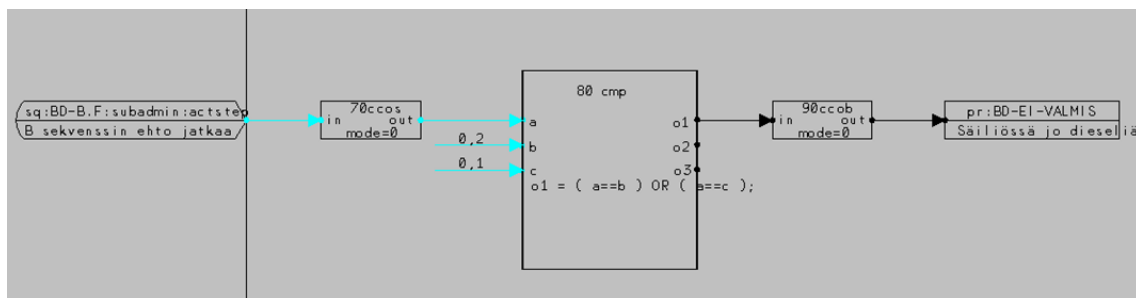 sq:BD-B.F:subadmin:actstep
B sekvenssin ehto jatkaa
70ccos
in out
mode=0
0,2
0,1
80 cmp
a o1
b o2
c o3
o1 = ( a==b ) OR ( a==c );
90ccob
in out
mode=0
pr:BD-EI-VALMIS
Säiliössä jo dieseliä